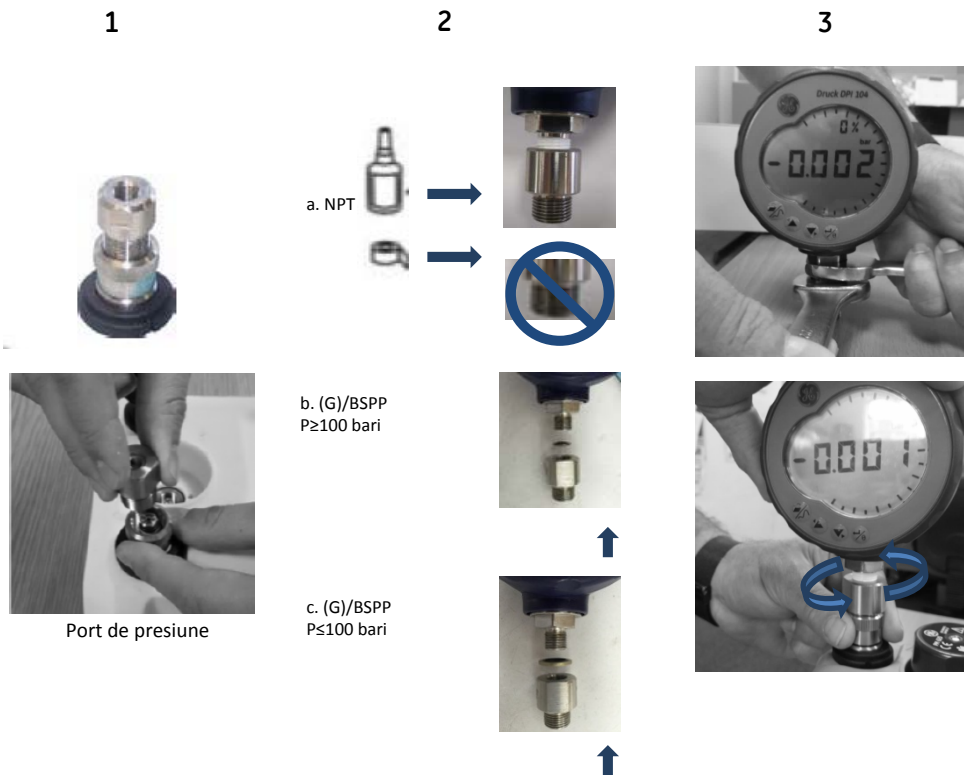 1
2
3
a. NPT
b. (G)/BSPP
P≥100 bari
c. (G)/BSPP
P≤100 bari
Port de presiune
Druck DPI 104
0%
bar
-0.002
-0.001